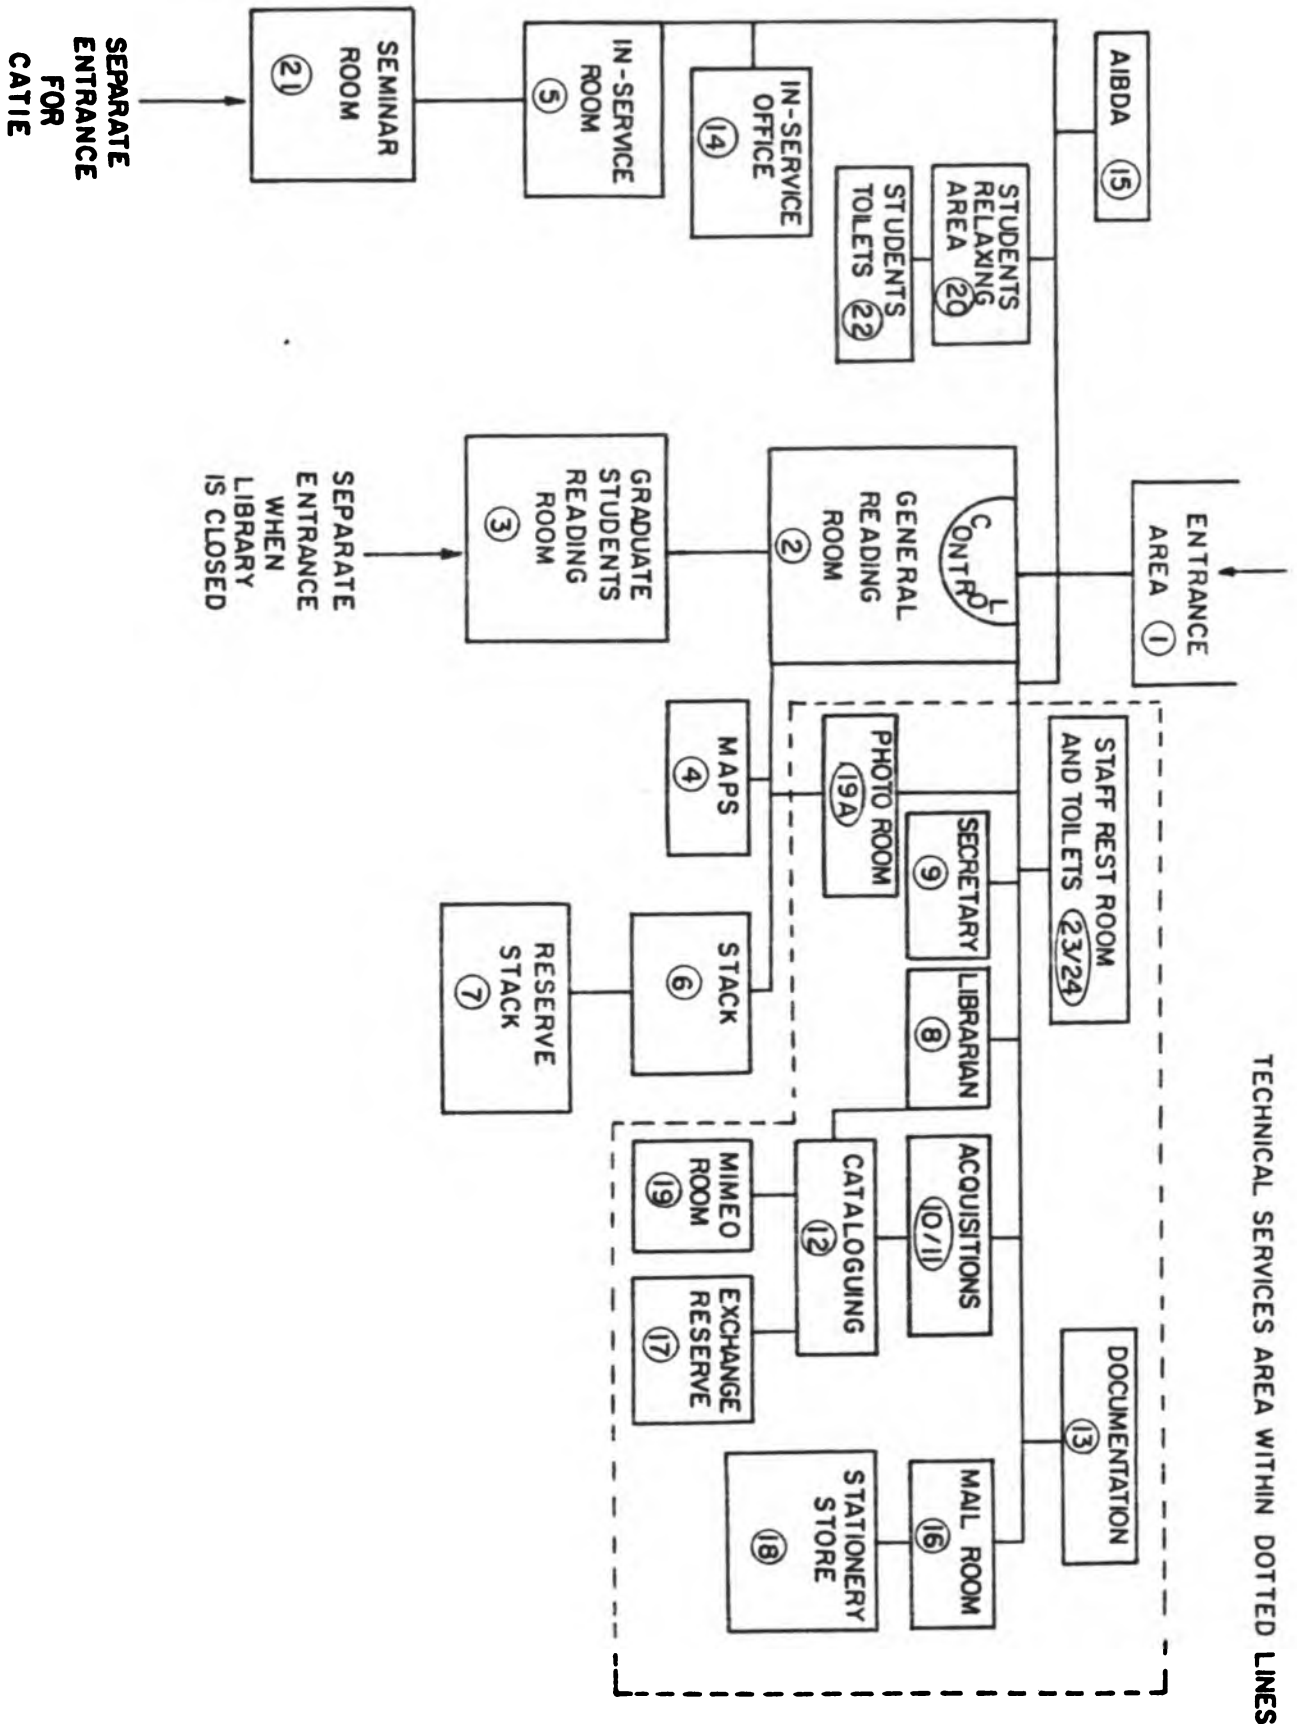 TECHNICAL SERVICES AREA WITHIN DOTTED LINES
ENTRANCE
AREA 1
AIBDA 15
STUDENTS
RELAXING
AREA 20
STUDENTS
TOILETS 22
IN-SERVICE
OFFICE
14
IN-SERVICE
ROOM
5
SEMINAR
ROOM
21
SEPARATE
ENTRANCE
FOR
CATIE
CONTROL
GENERAL
READING
ROOM
2
GRADUATE
STUDENTS
READING
ROOM
3
SEPARATE
ENTRANCE
WHEN
LIBRARY
IS CLOSED
STAFF REST ROOM
AND TOILETS 23/24
PHOTO ROOM
19A
SECRETARY
9
LIBRARIAN
8
MAPS
4
STACK
6
RESERVE
STACK
7
ACQUISITIONS
10/11
CATALOGUING
12
MIMEO
ROOM
19
EXCHANGE
RESERVE
17
DOCUMENTATION
13
MAIL ROOM
16
STATIONERY
STORE
18